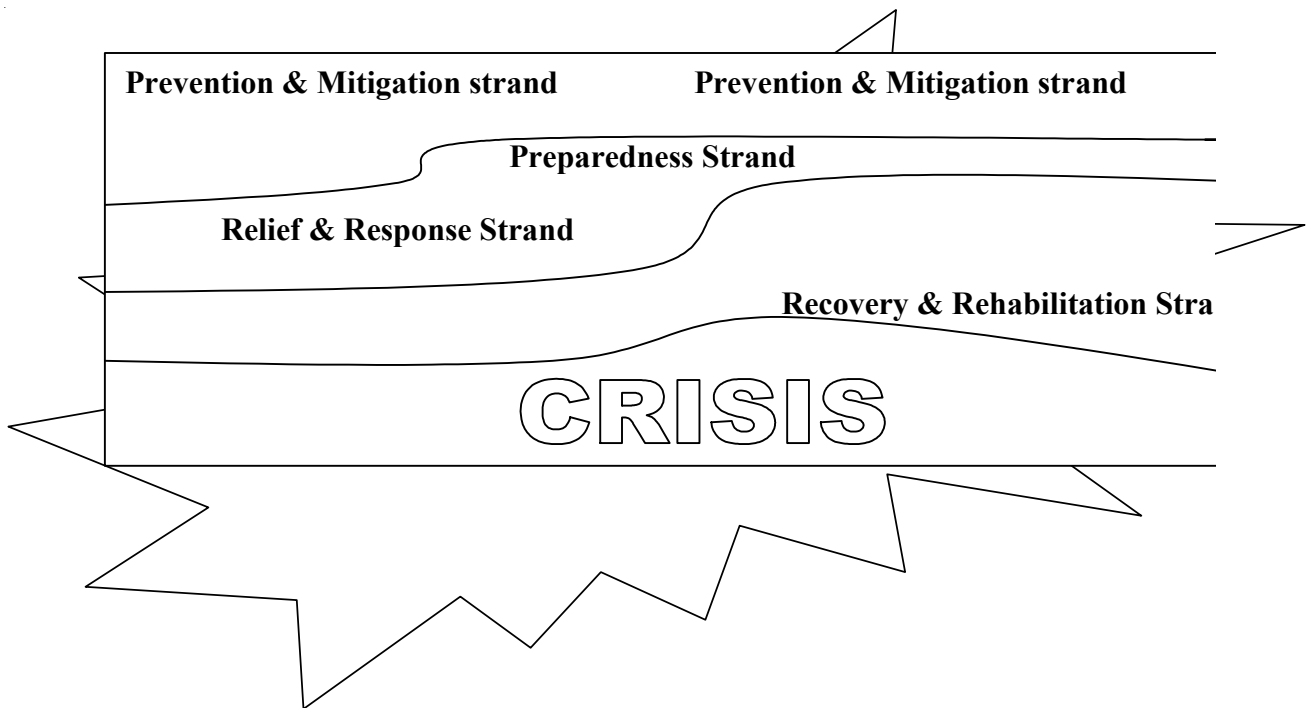 Prevention & Mitigation strand Prevention & Mitigation strand
Preparedness Strand
Relief & Response Strand
Recovery & Rehabilitation Stra
CRISIS